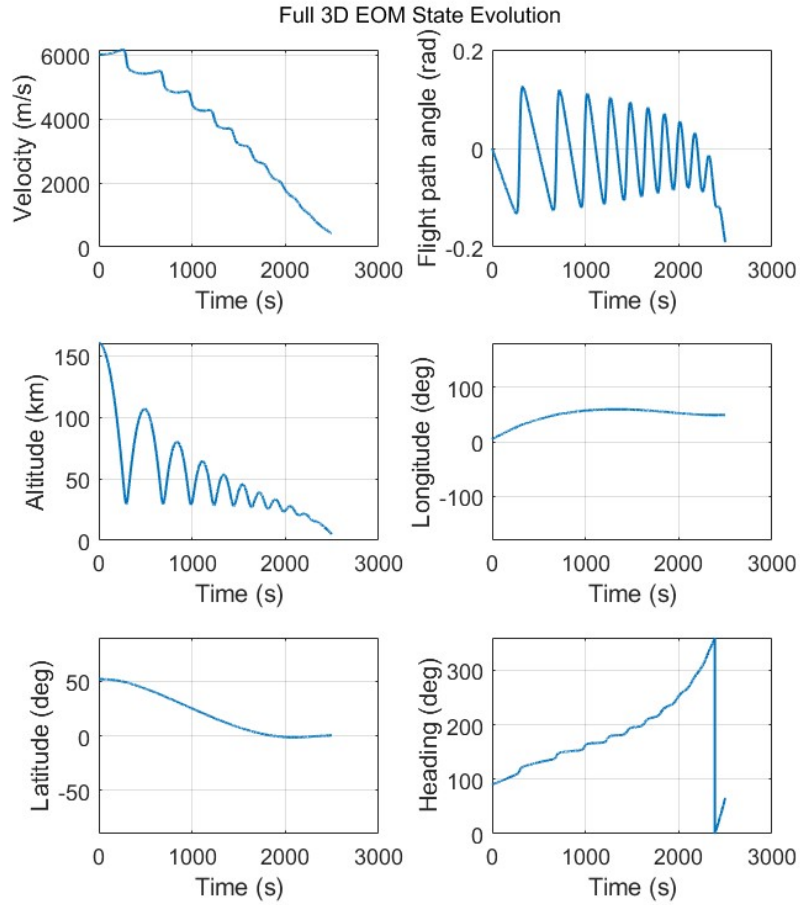 Full 3D EOM State Evolution
Velocity (m/s)
6000
4000
2000
0
0 1000 2000 3000
Time (s)
Flight path angle (rad)
0.2
0
-0.2
0 1000 2000 3000
Time (s)
Altitude (km)
150
100
50
0
0 1000 2000 3000
Time (s)
Longitude (deg)
100
0
-100
0 1000 2000 3000
Time (s)
Latitude (deg)
50
0
-50
0 1000 2000 3000
Time (s)
Heading (deg)
300
200
100
0
0 1000 2000 3000
Time (s)